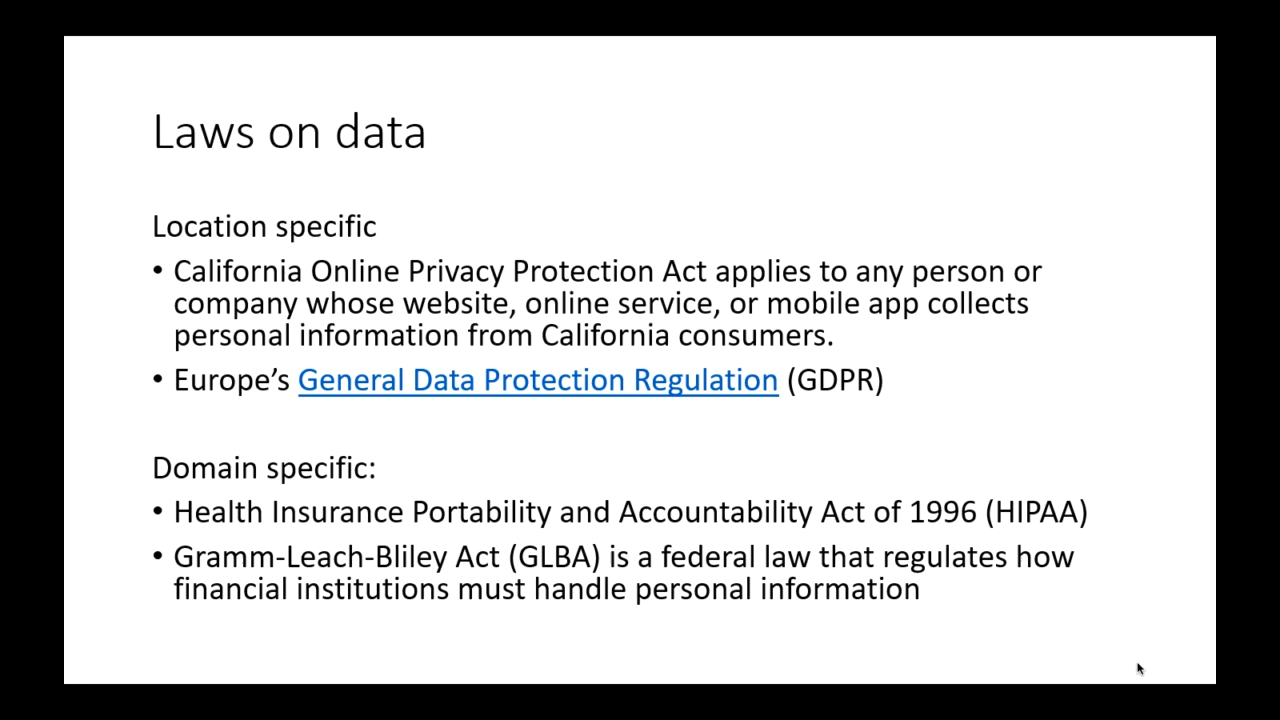 Laws on data
Location specific
• California Online Privacy Protection Act applies to any person or
company whose website, online service, or mobile app collects
personal information from California consumers.
• Europe’s General Data Protection Regulation (GDPR)
Domain specific:
• Health Insurance Portability and Accountability Act of 1996 (HIPAA)
• Gramm-Leach-Bliley Act (GLBA) is a federal law that regulates how
financial institutions must handle personal information